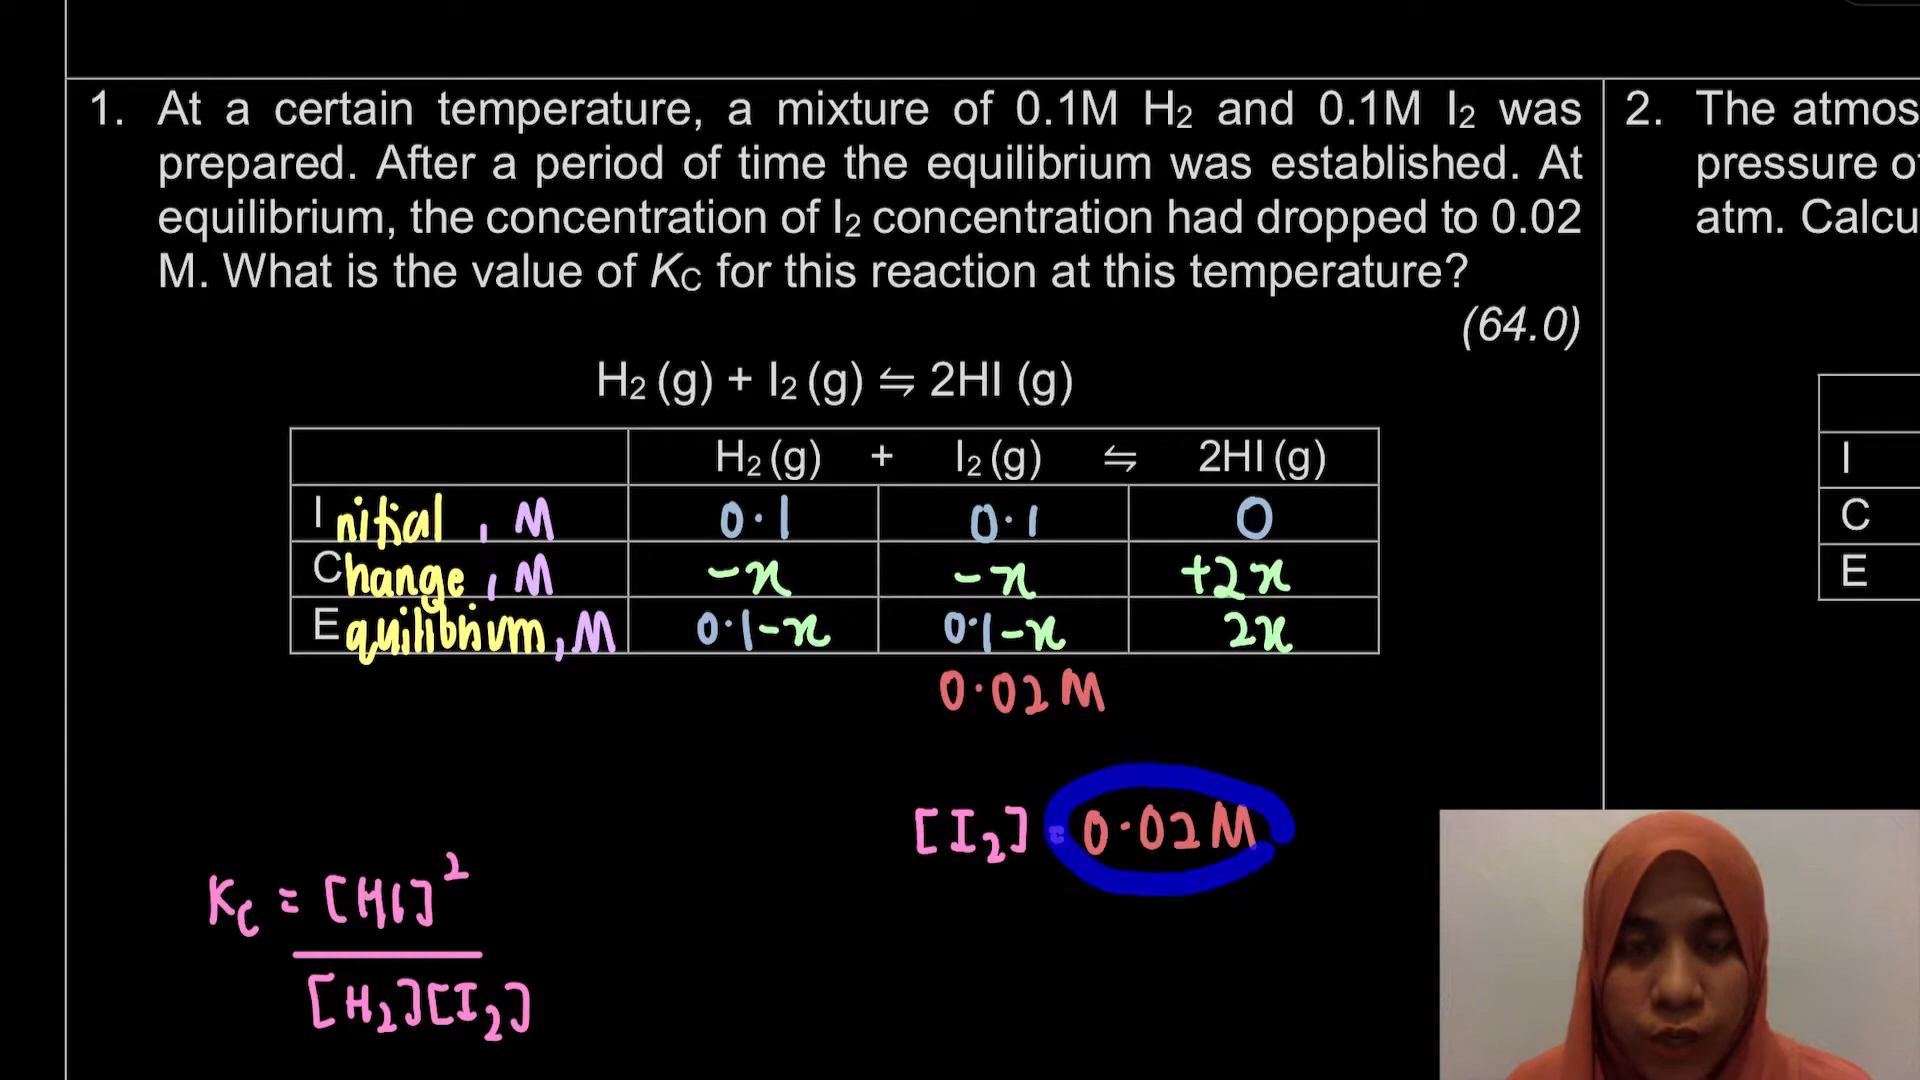 1. At a certain temperature, a mixture of 0.1M H₂ and 0.1M I₂ was
prepared. After a period of time the equilibrium was established. At
equilibrium, the concentration of I₂ concentration had dropped to 0.02
M. What is the value of KC for this reaction at this temperature?
(64.0)
H₂ (g) + I₂ (g) ⇋ 2HI (g)
H₂ (g) + I₂ (g) ⇋ 2HI (g)
Initial, M 0.1 0.1 0
Change, M -x -x +2x
Equilibrium, M 0.1-x 0.1-x 2x
0.02 M
[I₂] = 0.02 M
Kc = [HI]²
[H₂][I₂]
2. The atmos
pressure of
atm. Calcu
I
C
E